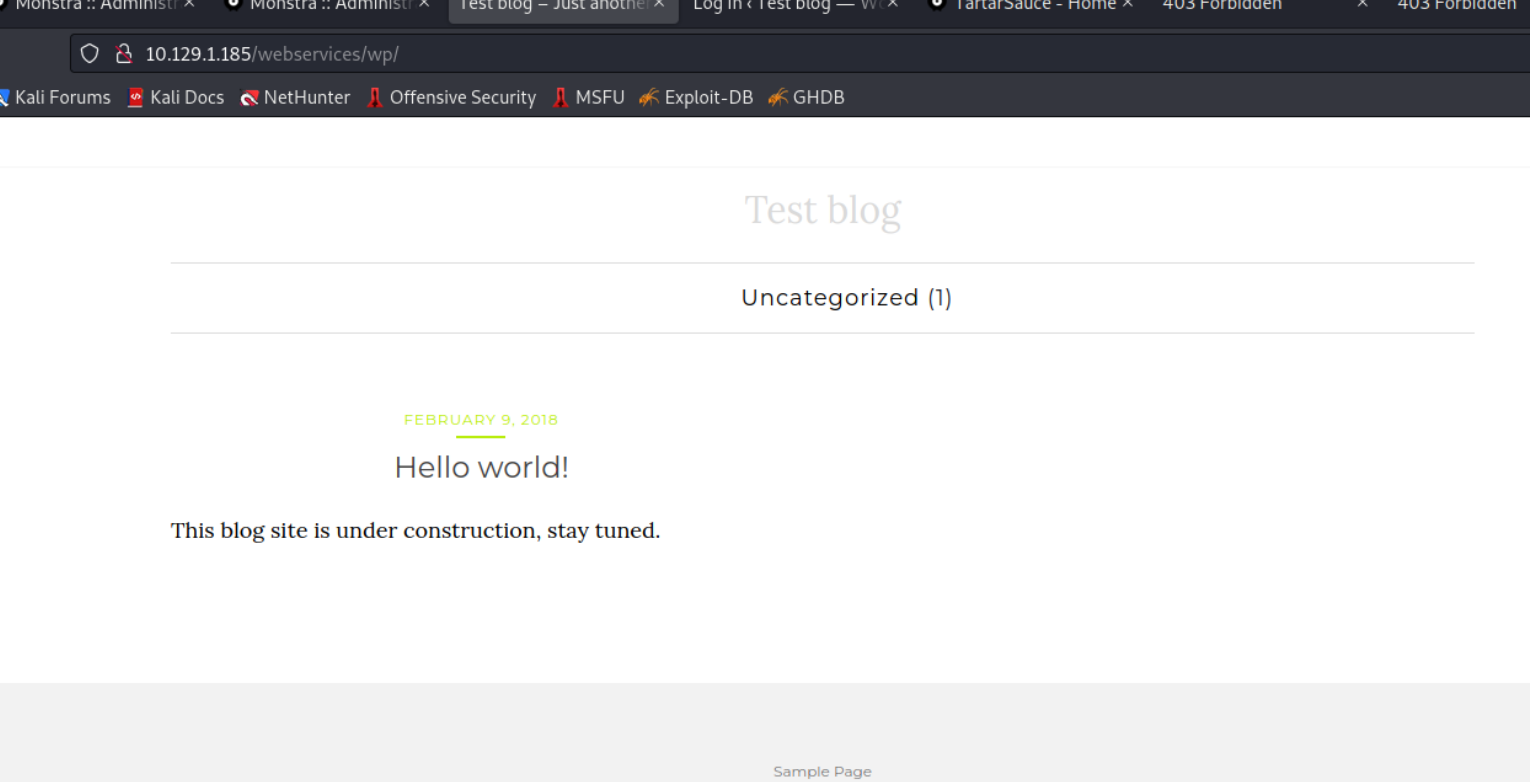 Monstra :: Administr × Monstra :: Administr × Test blog – Just another × Log In ‹ Test blog — Wo × TartarSauce - Home × 403 Forbidden × 403 Forbidden
10.129.1.185/webservices/wp/
Kali Forums Kali Docs NetHunter Offensive Security MSFU Exploit-DB GHDB
Test blog
Uncategorized (1)
FEBRUARY 9, 2018
Hello world!
This blog site is under construction, stay tuned.
Sample Page